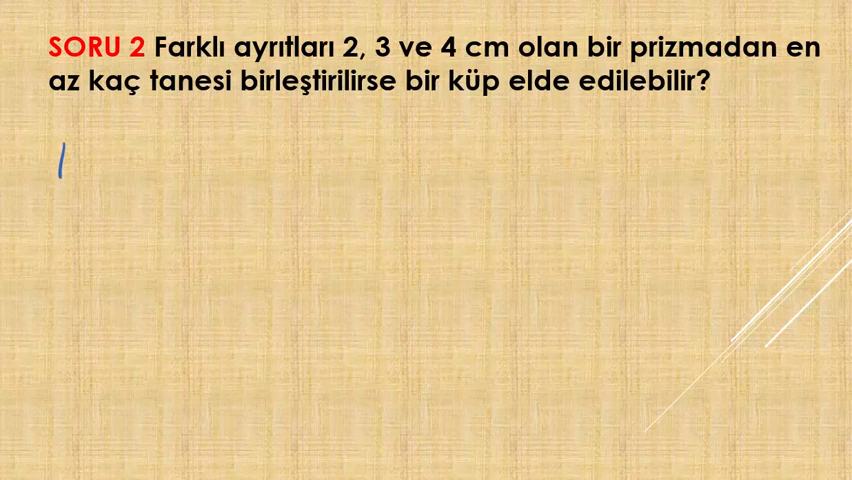 SORU 2 Farklı ayrıtları 2, 3 ve 4 cm olan bir prizmadan en
az kaç tanesi birleştirilirse bir küp elde edilebilir?